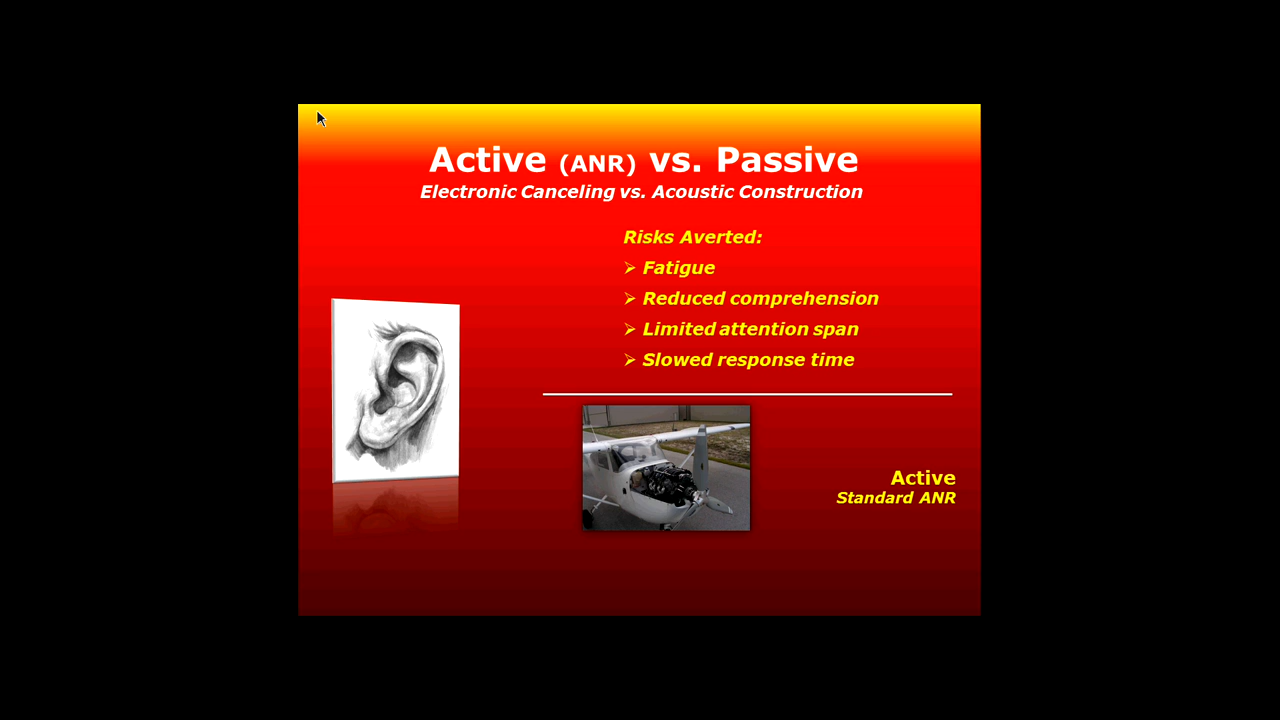 Active (ANR) vs. Passive
Electronic Canceling vs. Acoustic Construction
Risks Averted:
Fatigue
Reduced comprehension
Limited attention span
Slowed response time
Active
Standard ANR